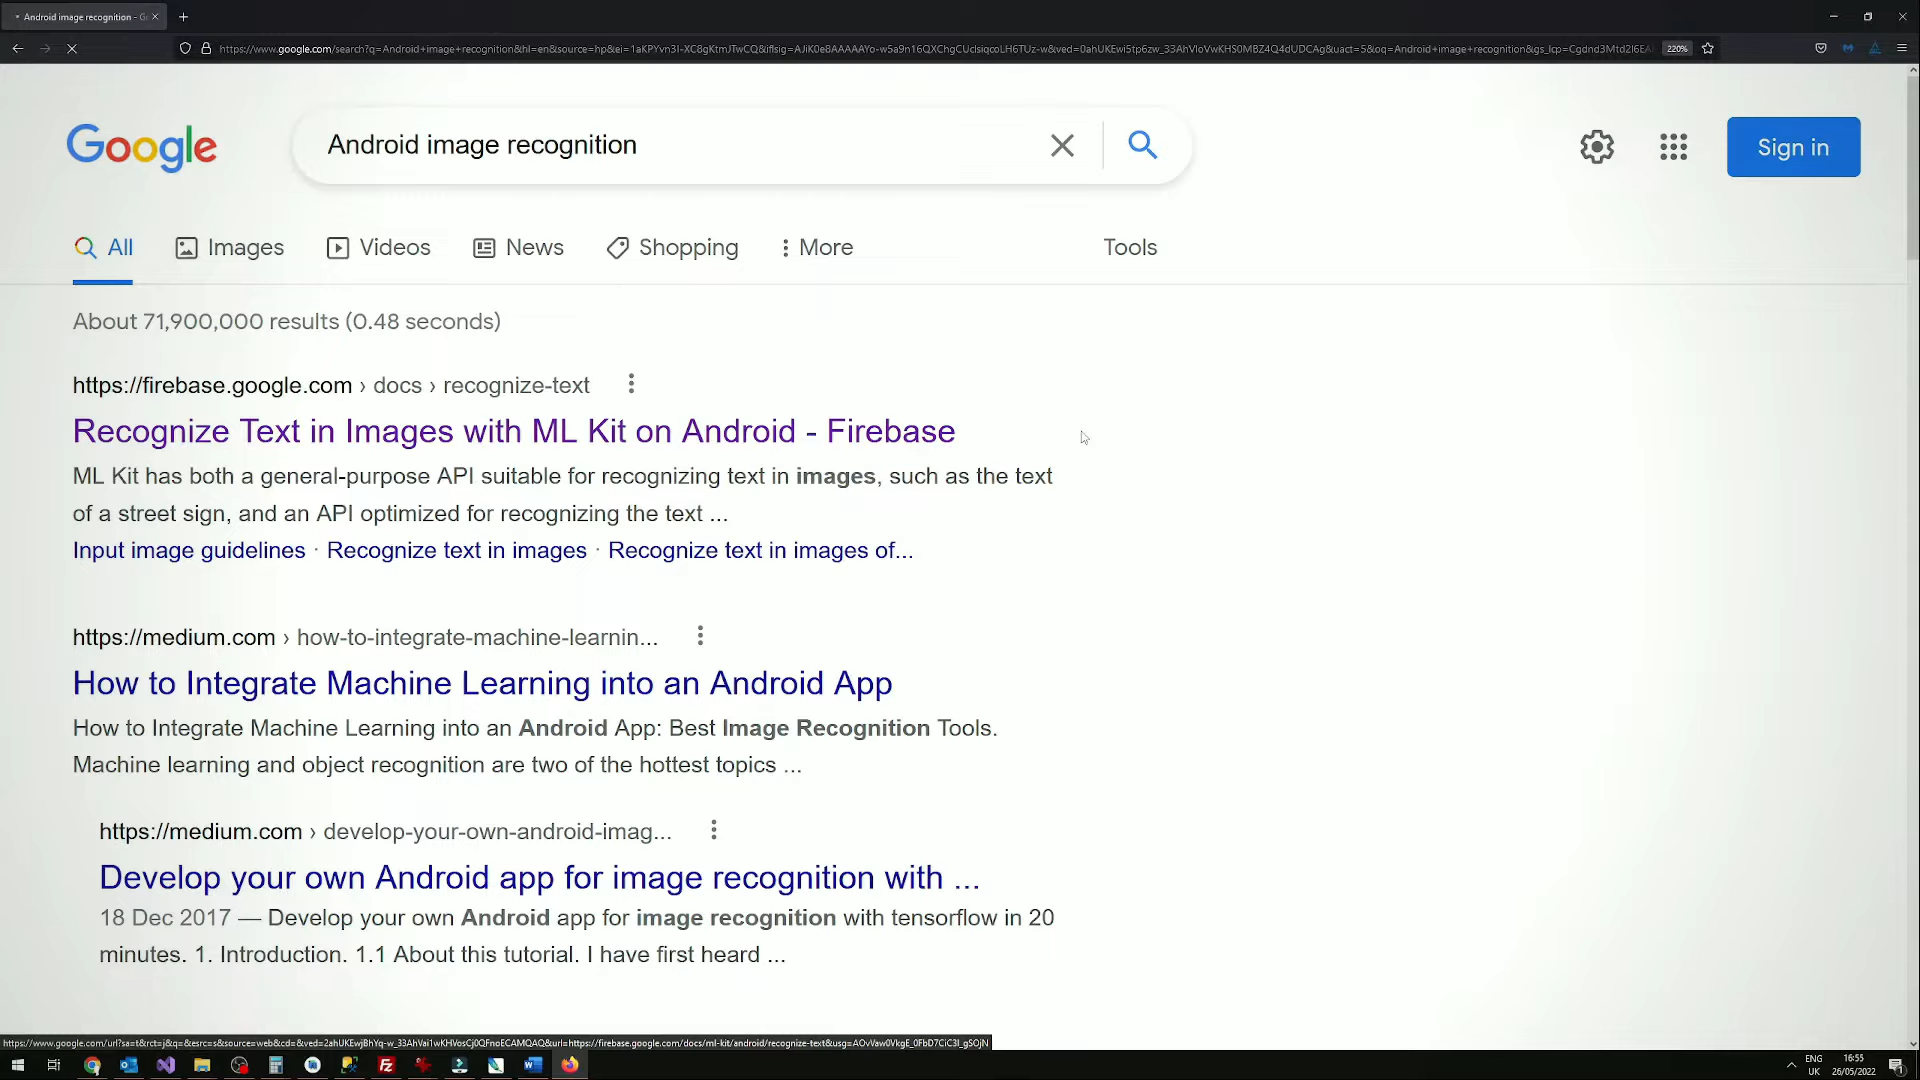 Android image recognition - G
220%
Google
Android image recognition
Sign in
All
Images
Videos
News
Shopping
More
Tools
About 71,900,000 results (0.48 seconds)
https://firebase.google.com › docs › recognize-text
Recognize Text in Images with ML Kit on Android - Firebase
ML Kit has both a general-purpose API suitable for recognizing text in images, such as the text
of a street sign, and an API optimized for recognizing the text ...
Input image guidelines · Recognize text in images · Recognize text in images of...
https://medium.com › how-to-integrate-machine-learnin...
How to Integrate Machine Learning into an Android App
How to Integrate Machine Learning into an Android App: Best Image Recognition Tools.
Machine learning and object recognition are two of the hottest topics ...
https://medium.com › develop-your-own-android-imag...
Develop your own Android app for image recognition with ...
18 Dec 2017 — Develop your own Android app for image recognition with tensorflow in 20
minutes. 1. Introduction. 1.1 About this tutorial. I have first heard ...
ENG
UK
16:55
26/05/2022